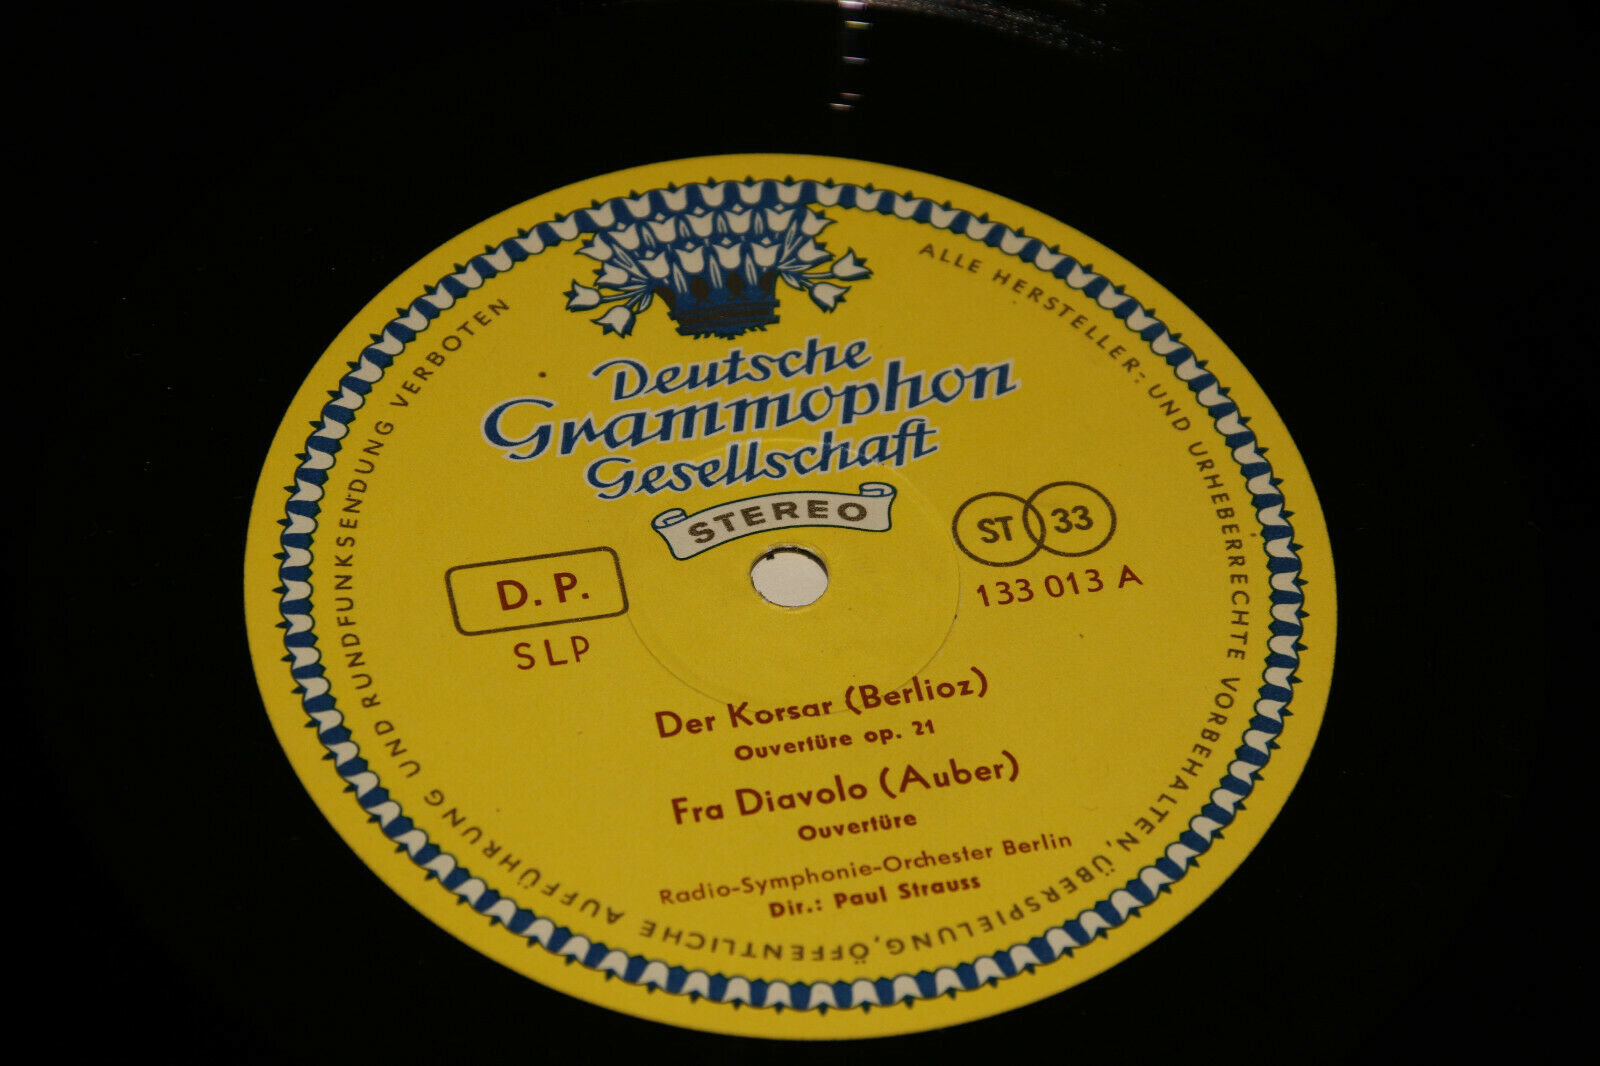 Deutsche
Grammophon
Gesellschaft
STEREO
D. P.
SLP
ST 33
133 013 A
Der Korsar (Berlioz)
Ouvertüre op. 21
Fra Diavolo (Auber)
Ouvertüre
Radio-Symphonie-Orchester Berlin
Dir.: Paul Strauss
ALLE HERSTELLER- UND URHEBERRECHTE VORBEHALTEN, ÜBERSPIELUNG, ÖFFENTLICHE AUFFÜHRUNG UND RUNDFUNKSENDUNG VERBOTEN